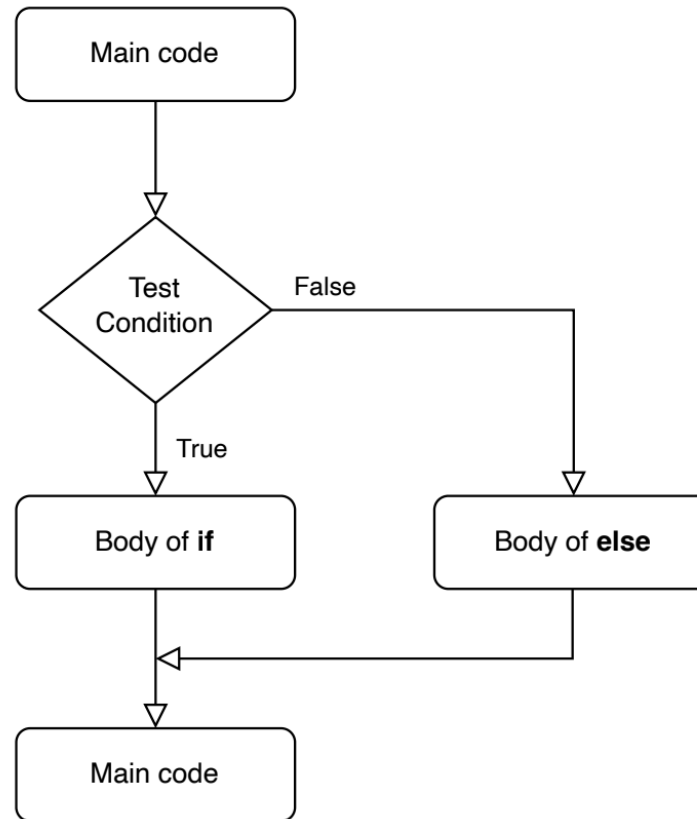 Main code
Test
Condition
False
True
Body of if
Body of else
Main code